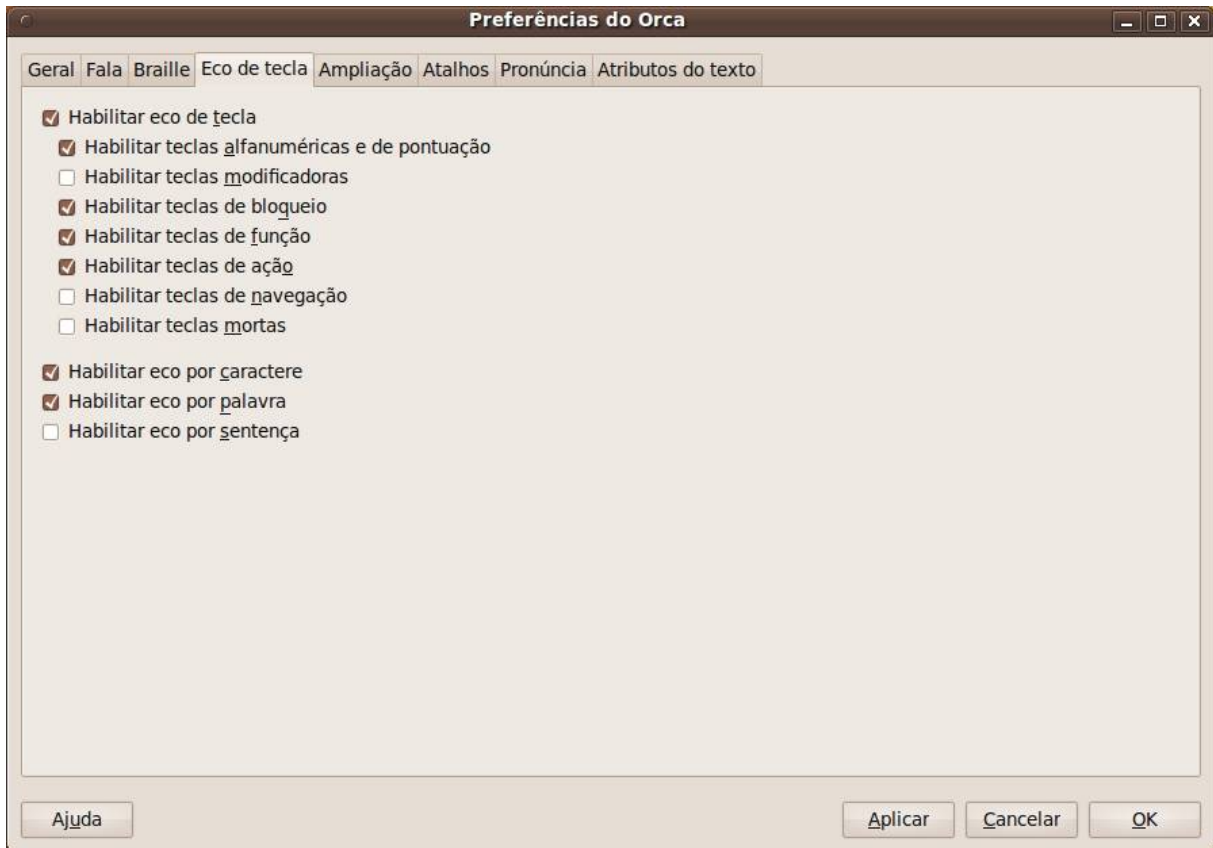 Preferências do Orca
Geral Fala Braille Eco de tecla Ampliação Atalhos Pronúncia Atributos do texto
Habilitar eco de tecla
Habilitar teclas alfanuméricas e de pontuação
Habilitar teclas modificadoras
Habilitar teclas de bloqueio
Habilitar teclas de função
Habilitar teclas de ação
Habilitar teclas de navegação
Habilitar teclas mortas
Habilitar eco por caractere
Habilitar eco por palavra
Habilitar eco por sentença
Ajuda Aplicar Cancelar OK